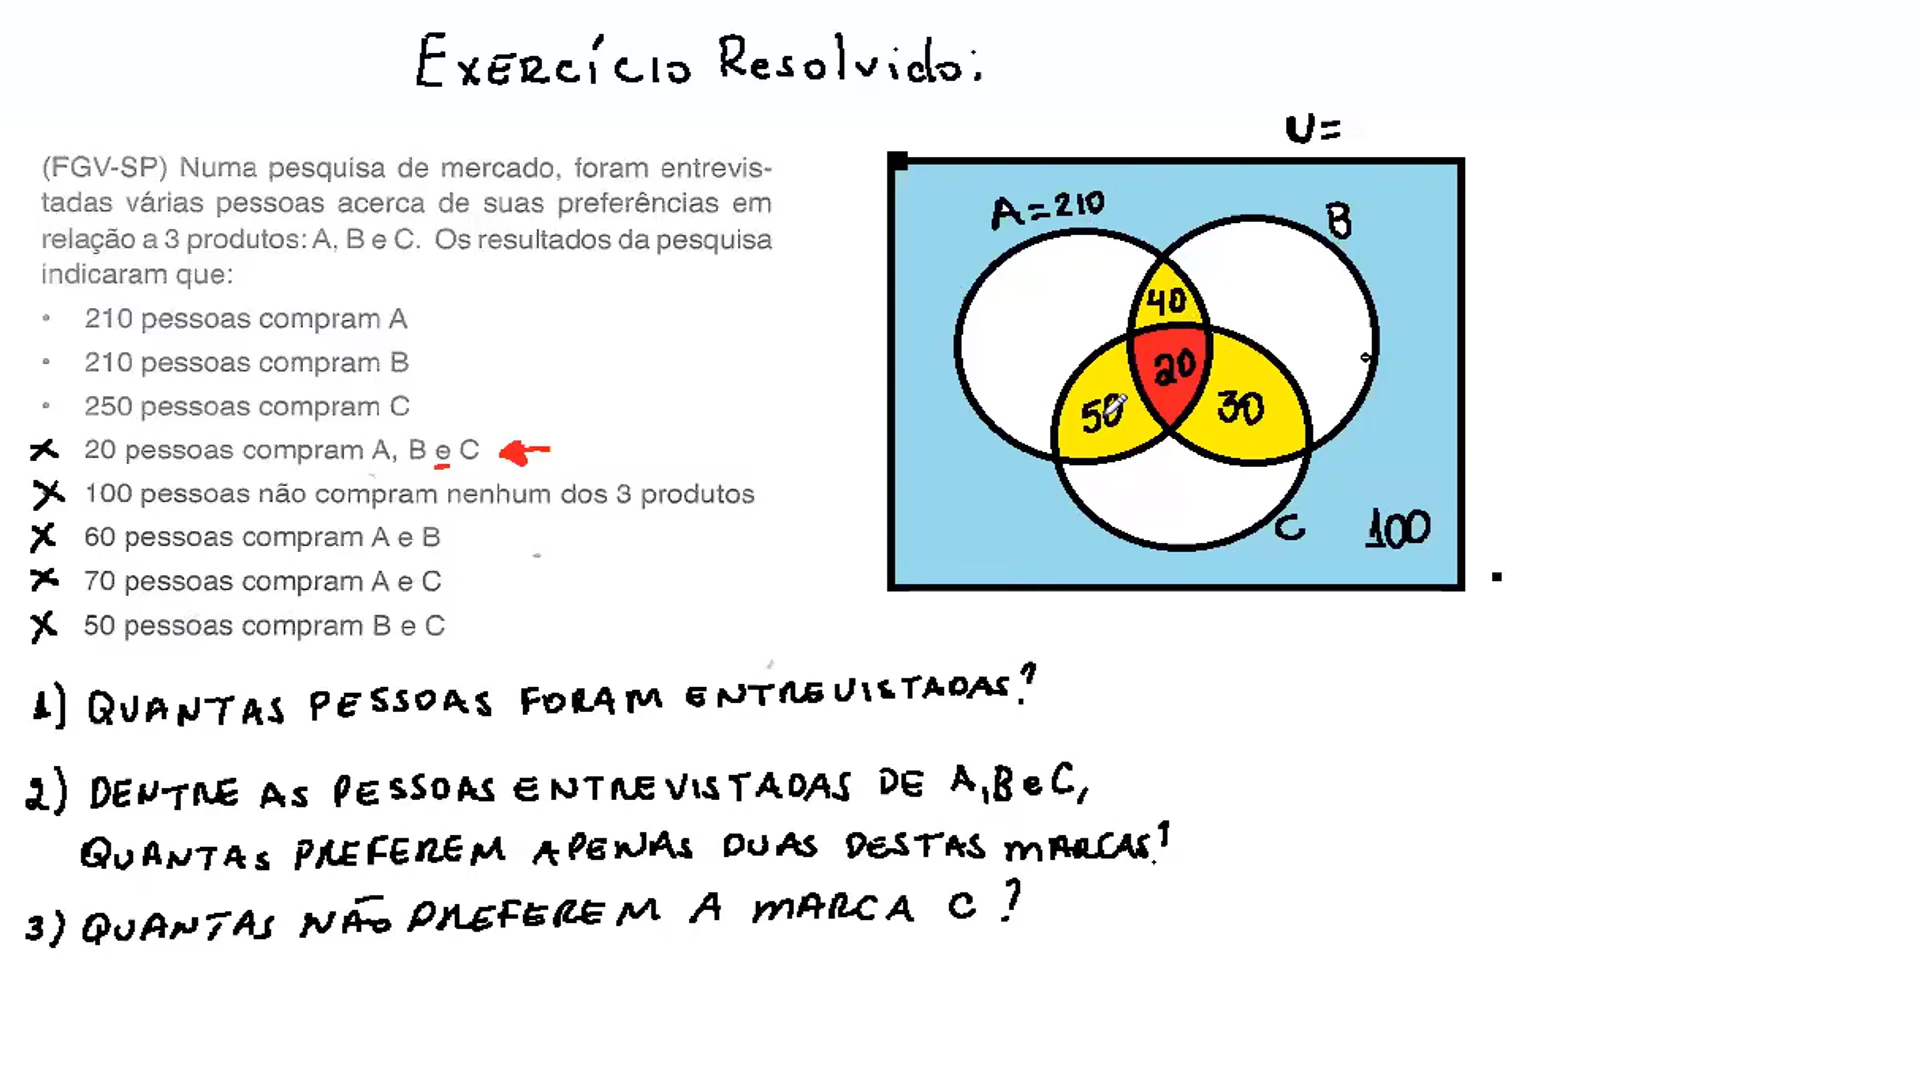 Exercício Resolvido:
(FGV-SP) Numa pesquisa de mercado, foram entrevis-
tadas várias pessoas acerca de suas preferências em
relação a 3 produtos: A, B e C. Os resultados da pesquisa
indicaram que:
• 210 pessoas compram A
• 210 pessoas compram B
• 250 pessoas compram C
x 20 pessoas compram A, B e C
x 100 pessoas não compram nenhum dos 3 produtos
x 60 pessoas compram A e B
x 70 pessoas compram A e C
x 50 pessoas compram B e C
U=
A=210
B
40
20
50
30
C
100
1) QUANTAS PESSOAS FORAM ENTREVISTADAS?
2) DENTRE AS PESSOAS ENTREVISTADAS DE A, B e C,
QUANTAS PREFEREM APENAS DUAS DESTAS MARCAS?
3) QUANTAS NÃO PREFEREM A MARCA C?